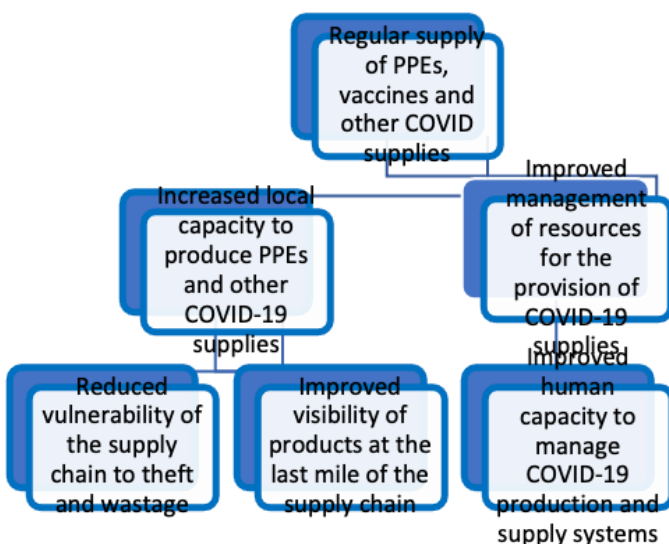 Regular supply
of PPEs,
vaccines and
other COVID
supplies
Increased local
capacity to
produce PPEs
and other
COVID-19
supplies
Improved
management
of resources
for the
provision of
COVID-19
supplies
Reduced
vulnerability of
the supply
chain to theft
and wastage
Improved
visibility of
products at the
last mile of the
supply chain
Improved
human
capacity to
manage
COVID-19
production and
supply systems